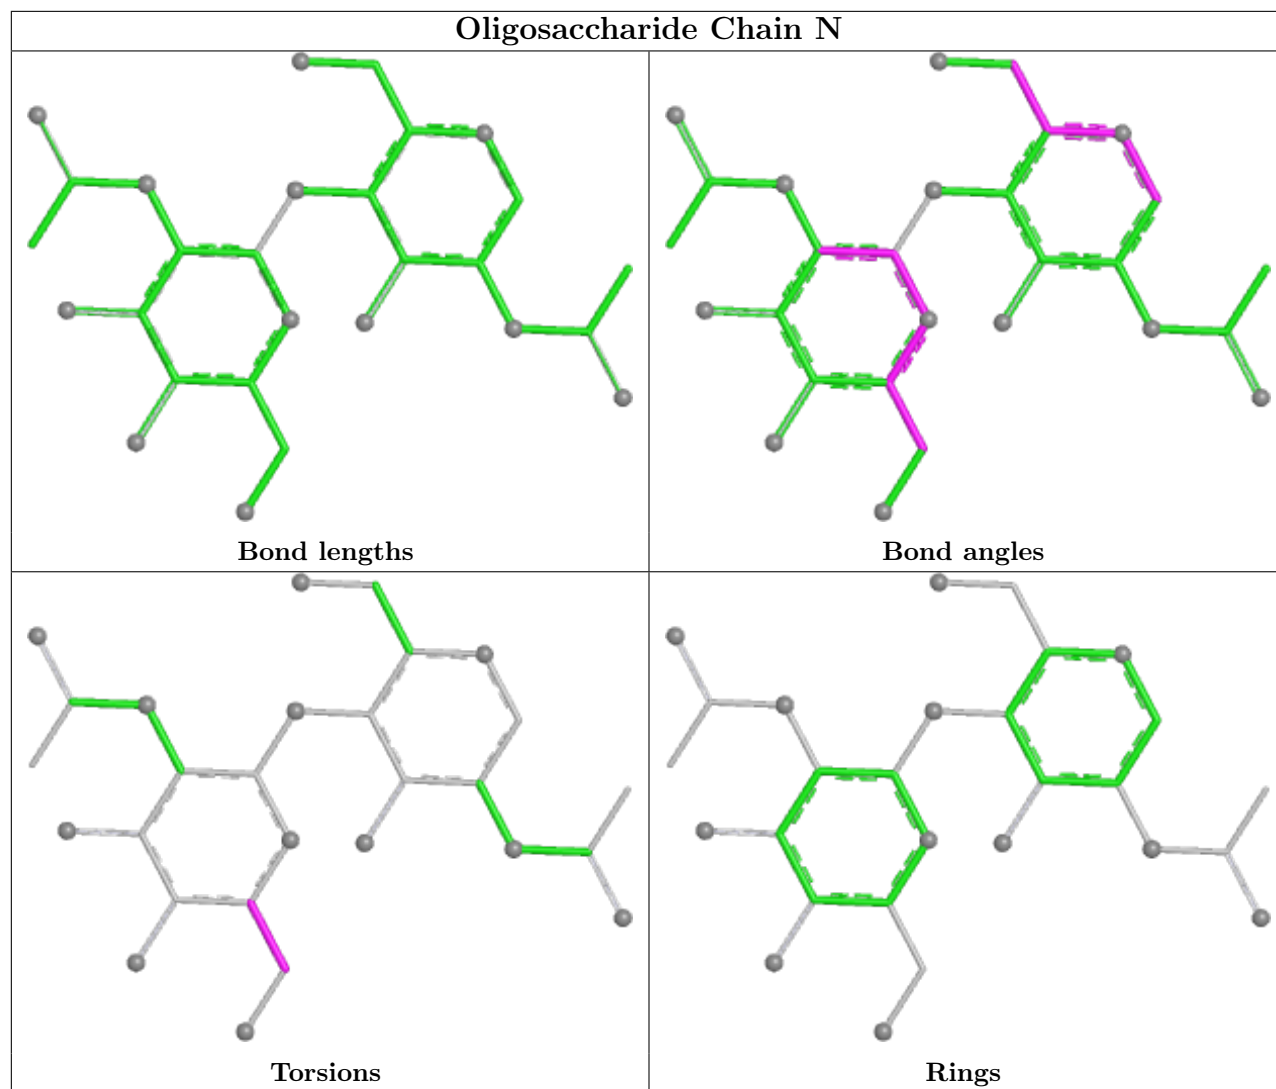 Oligosaccharide Chain N
Bond lengths
Bond angles
Torsions
Rings